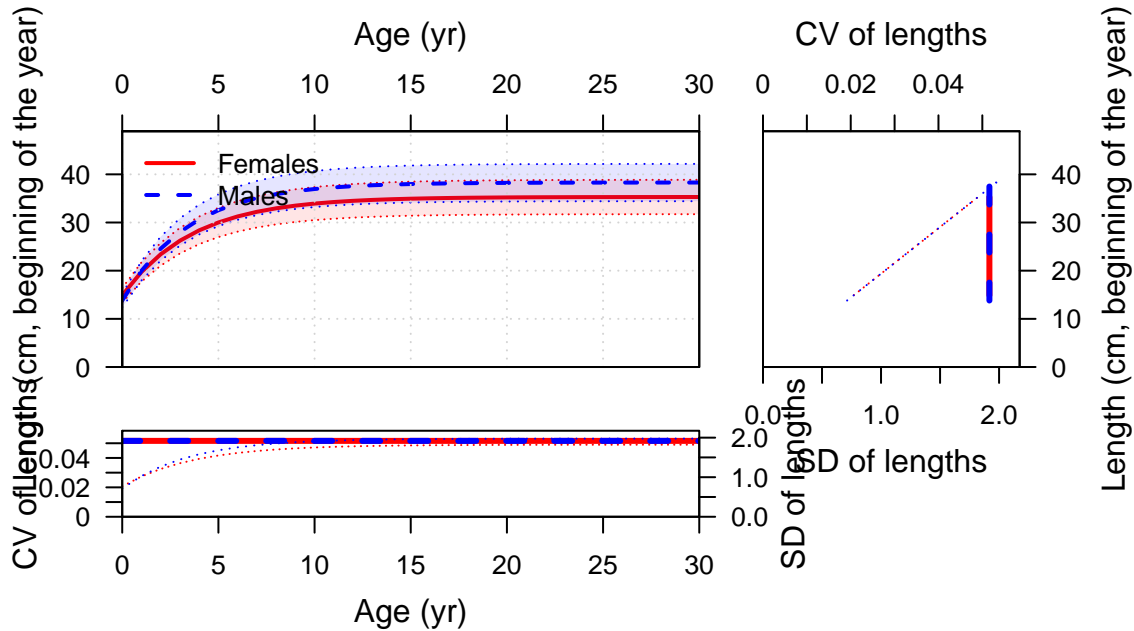 Age (yr)
CV of lengths
0 5 10 15 20 25 30
0 0.02 0.04
Length (cm, beginning of the year)
0 10 20 30 40
Females
Males
0 10 20 30 40
Length (cm, beginning of the year)
0.0 1.0 2.0
SD of lengths
CV of lengths
0 0.02 0.04
0.0 1.0 2.0
SD of lengths
0 5 10 15 20 25 30
Age (yr)